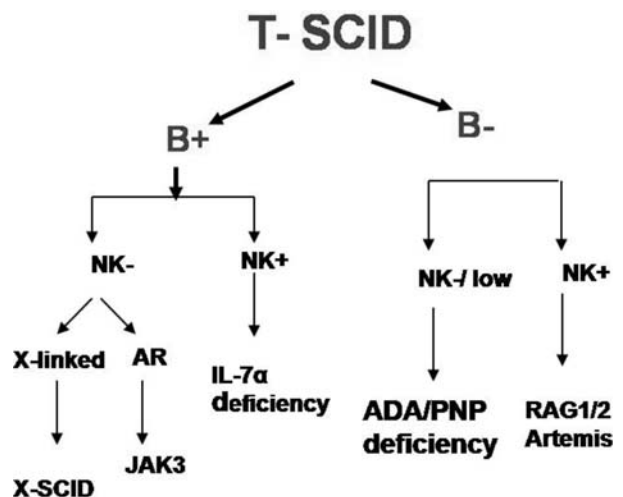 T- SCID
B+
B-
NK-
NK+
NK-/ low
NK+
X-linked
AR
IL-7α
deficiency
ADA/PNP
deficiency
RAG1/2
Artemis
X-SCID
JAK3